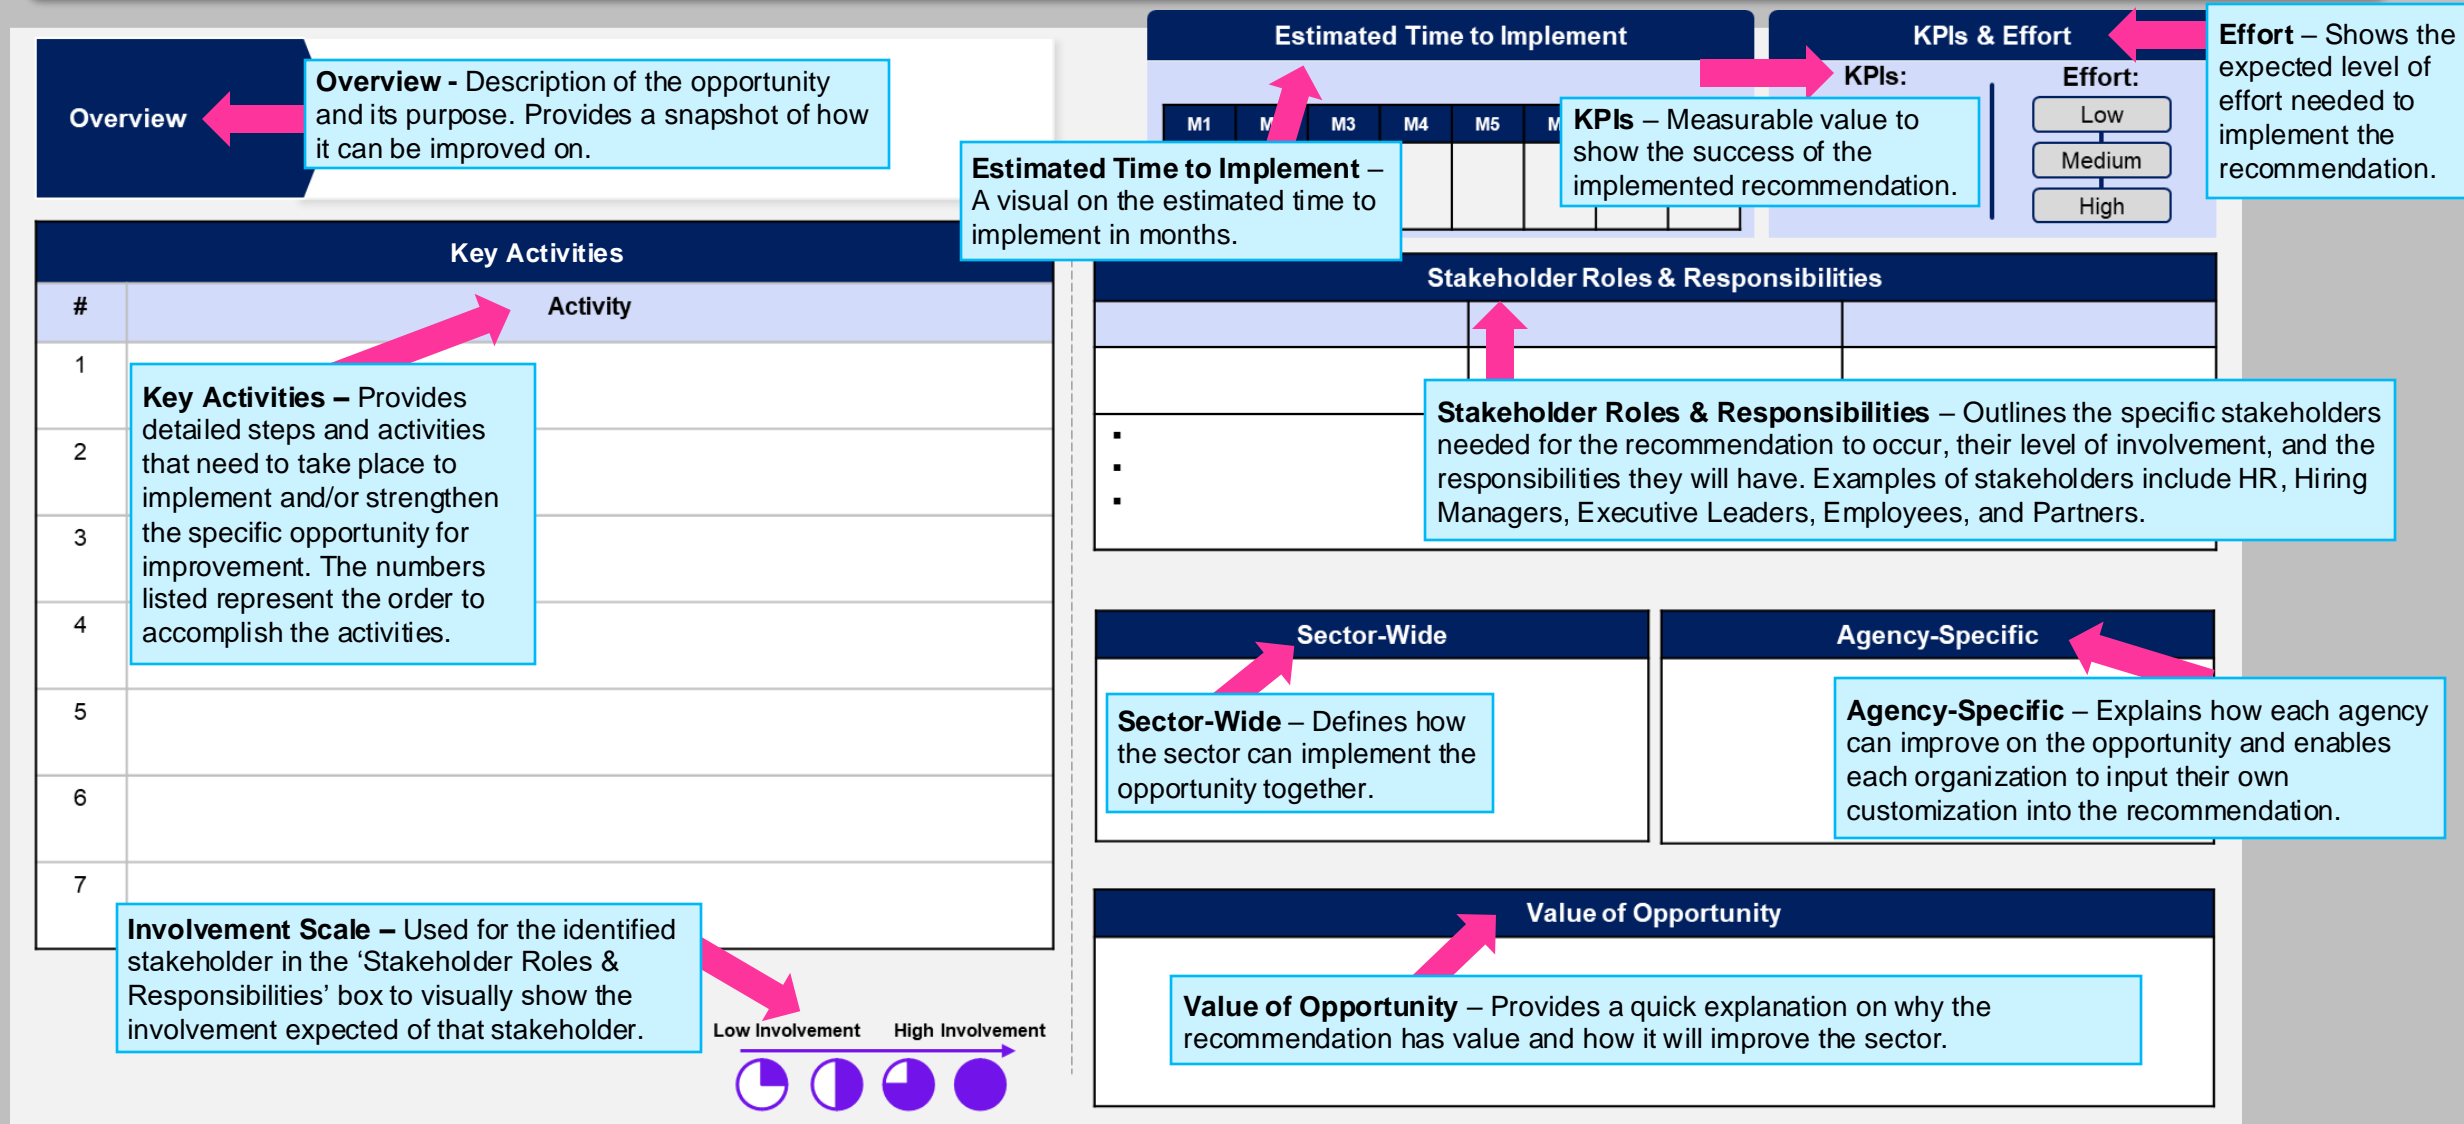 Estimated Time to Implement
KPIs & Effort
Overview
Overview - Description of the opportunity
and its purpose. Provides a snapshot of how
it can be improved on.
M1
M3
M4
M5
Estimated Time to Implement –
A visual on the estimated time to
implement in months.
KPIs:
KPIs – Measurable value to
show the success of the
implemented recommendation.
Effort:
Low
Medium
High
Effort – Shows the
expected level of
effort needed to
implement the
recommendation.
Key Activities
#
Activity
1
2
3
4
5
6
7
Key Activities – Provides
detailed steps and activities
that need to take place to
implement and/or strengthen
the specific opportunity for
improvement. The numbers
listed represent the order to
accomplish the activities.
Involvement Scale – Used for the identified
stakeholder in the ‘Stakeholder Roles &
Responsibilities’ box to visually show the
involvement expected of that stakeholder.
Low Involvement
High Involvement
Stakeholder Roles & Responsibilities
Stakeholder Roles & Responsibilities – Outlines the specific stakeholders
needed for the recommendation to occur, their level of involvement, and the
responsibilities they will have. Examples of stakeholders include HR, Hiring
Managers, Executive Leaders, Employees, and Partners.
Sector-Wide
Sector-Wide – Defines how
the sector can implement the
opportunity together.
Agency-Specific
Agency-Specific – Explains how each agency
can improve on the opportunity and enables
each organization to input their own
customization into the recommendation.
Value of Opportunity
Value of Opportunity – Provides a quick explanation on why the
recommendation has value and how it will improve the sector.